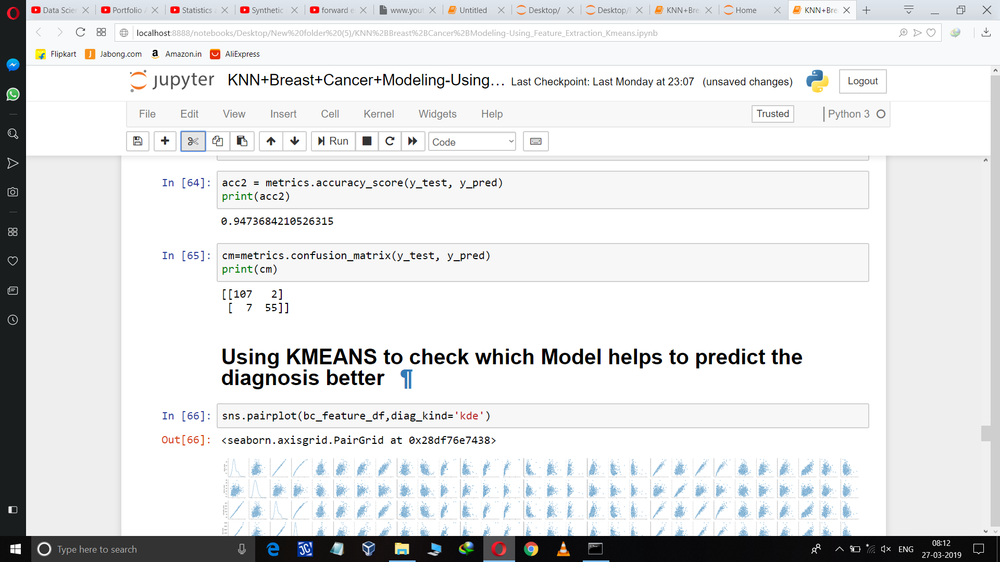 Data Scien
Portfolio A
Statistics a
Synthetic
forward e
www.yout
Untitled
Desktop/
Desktop/
KNN+Bre
Home
KNN+Bre
localhost:8888/notebooks/Desktop/New%20folder%20(5)/KNN%2BBreast%2BCancer%2BModeling-Using_Feature_Extraction_Kmeans.ipynb
Flipkart
Jabong.com
Amazon.in
AliExpress
jupyter
KNN+Breast+Cancer+Modeling-Using...
Last Checkpoint: Last Monday at 23:07 (unsaved changes)
Logout
File Edit View Insert Cell Kernel Widgets Help
Trusted
Python 3
Run
Code
In [64]: acc2 = metrics.accuracy_score(y_test, y_pred)
print(acc2)
0.9473684210526315
In [65]: cm=metrics.confusion_matrix(y_test, y_pred)
print(cm)
[[107   2]
 [  7  55]]
Using KMEANS to check which Model helps to predict the
diagnosis better ¶
In [66]: sns.pairplot(bc_feature_df,diag_kind='kde')
Out[66]: <seaborn.axisgrid.PairGrid at 0x28df76e7438>
Type here to search
ENG
08:12
27-03-2019